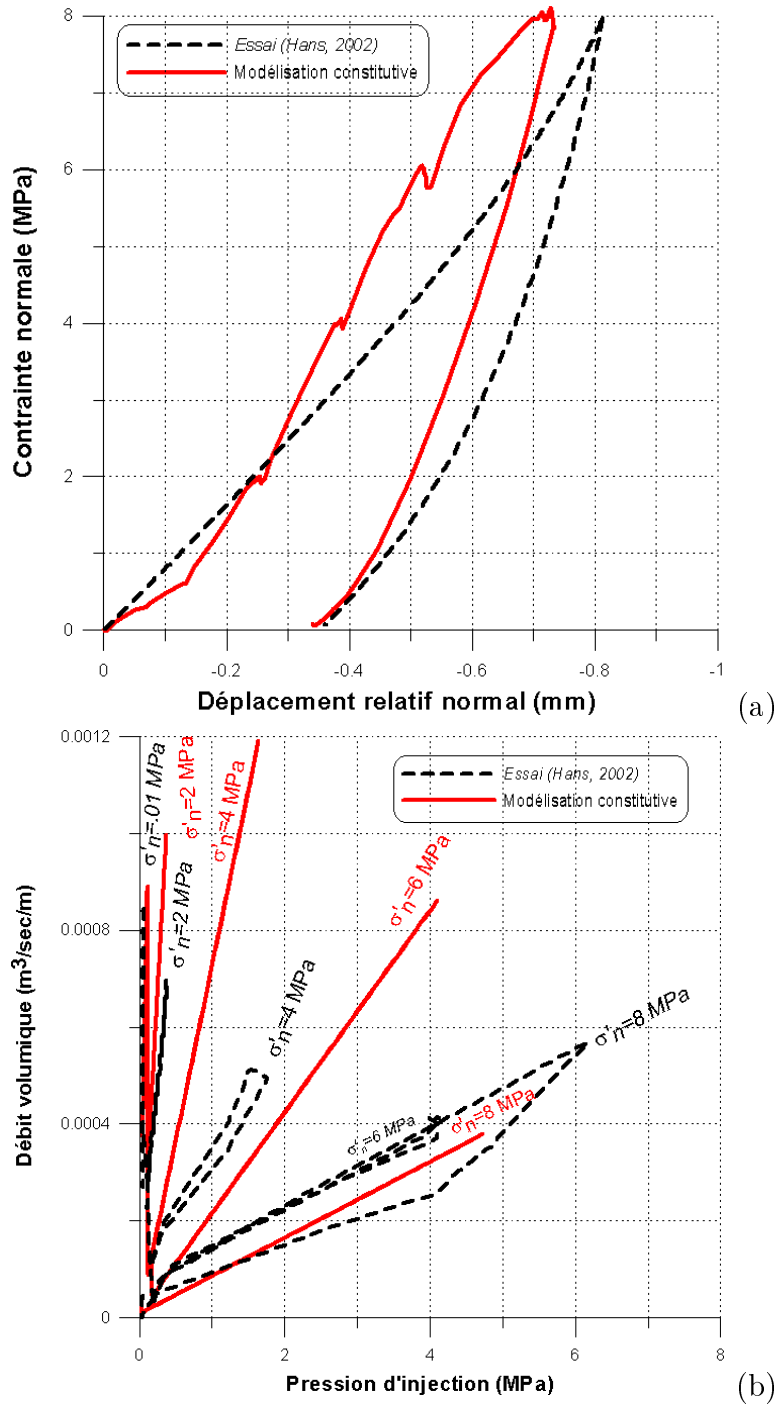 Essai (Hans, 2002)
Modélisation constitutive
8
6
4
2
0
Contrainte normale (MPa)
0
-0.2
-0.4
-0.6
-0.8
-1
Déplacement relatif normal (mm)
(a)
Essai (Hans, 2002)
Modélisation constitutive
0.0012
0.0008
0.0004
0
Débit volumique (m³/sec/m)
σ'n=.01 MPa
σ'n=2 MPa
σ'n=4 MPa
σ'n=2 MPa
σ'n=6 MPa
σ'n=4 MPa
σ'n=8 MPa
σ'n=6 MPa
σ'n=8 MPa
0
2
4
6
8
Pression d'injection (MPa)
(b)